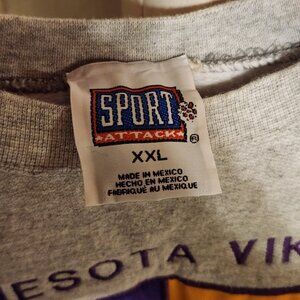 SPORT
ATTACK
XXL
MADE IN MEXICO
HECHO EN MEXICO
FABRIQUE AU MEXIQUE
ESOTA VIK